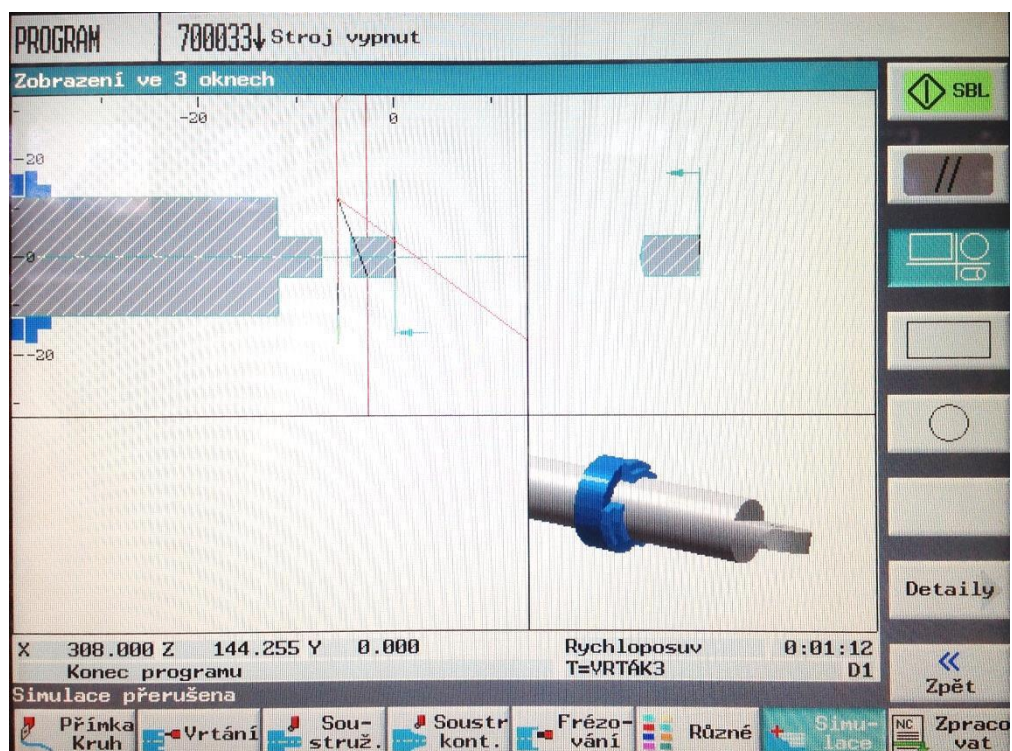 PROGRAM
700033↓ Stroj vypnut
Zobrazení ve 3 oknech
-20 0
-20
-0
--20
SBL
//
Detaily
X 308.000 Z 144.255 Y 0.000
Rychloposuv 0:01:12
Konec programu
T=VRTÁK3 D1
Simulace přerušena
« Zpět
Přímka
Kruh
Vrtání
Sou-
struž.
Soustr
kont.
Frézo-
vání
Různé
Simu-
lace
NC
Zpraco
vat